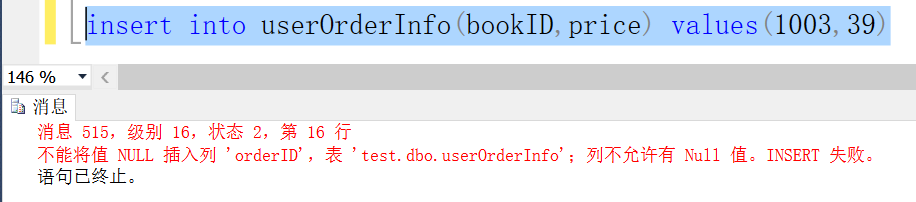 insert into userOrderInfo(bookID,price) values(1003,39)
146 %
消息
消息 515，级别 16，状态 2，第 16 行
不能将值 NULL 插入列 'orderID'，表 'test.dbo.userOrderInfo'；列不允许有 Null 值。INSERT 失败。
语句已终止。